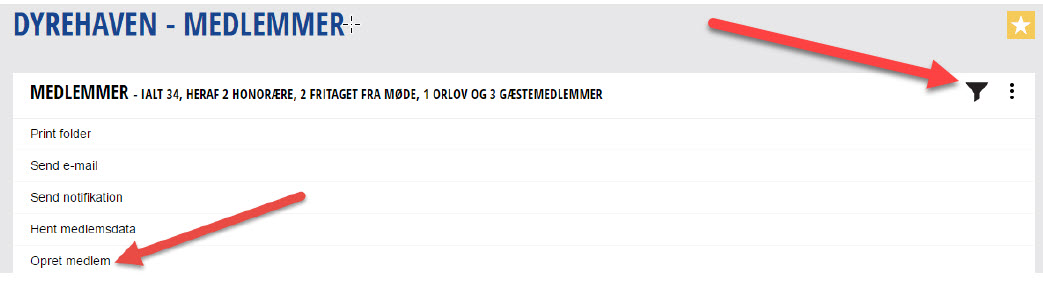 DYREHAVEN - MEDLEMMER
MEDLEMMER - IALT 34, HERAF 2 HONORÆRE, 2 FRITAGET FRA MØDE, 1 ORLOV OG 3 GÆSTEMEDLEMMER
Print folder
Send e-mail
Send notifikation
Hent medlemsdata
Opret medlem